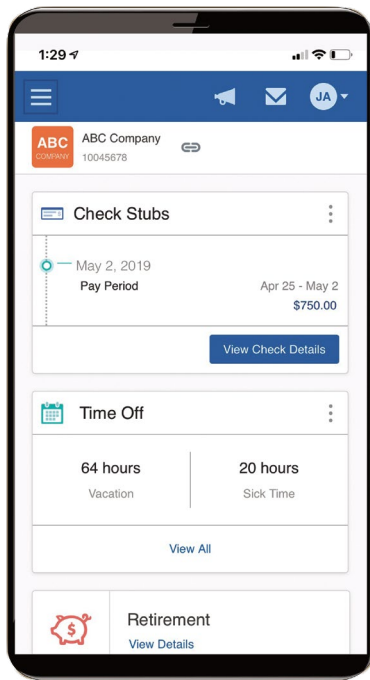 1:29
JA
ABC
COMPANY
ABC Company
10045678
Check Stubs
May 2, 2019
Pay Period
Apr 25 - May 2
$750.00
View Check Details
Time Off
64 hours
20 hours
Vacation
Sick Time
View All
$
Retirement
View Details